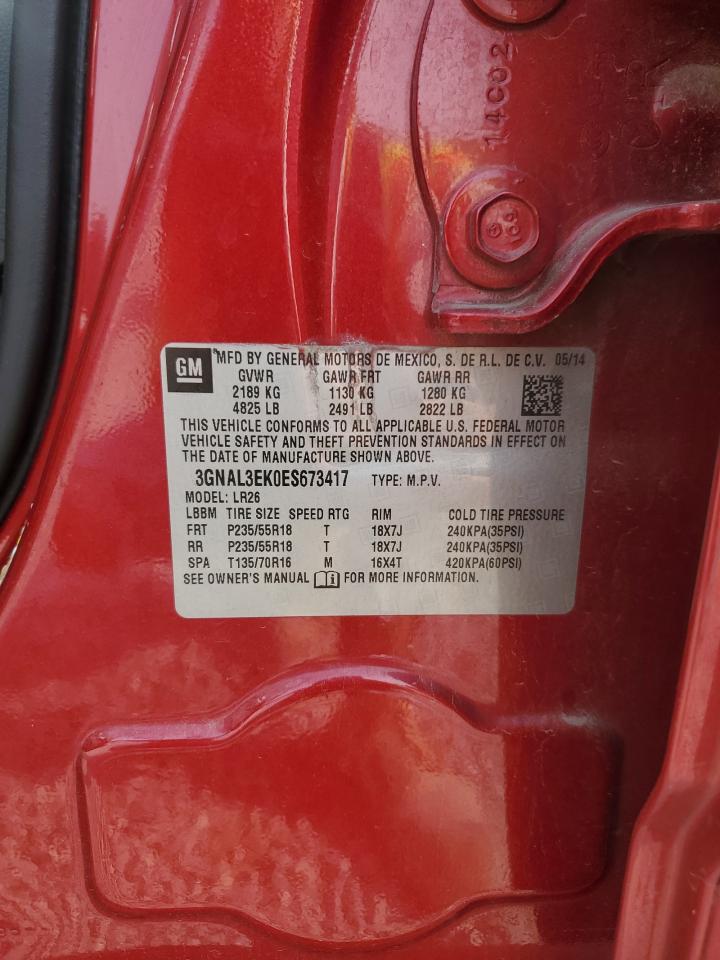 14C02
GM
MFD BY GENERAL MOTORS DE MEXICO, S. DE R.L. DE C.V. 05/14
GVWR GAWR FRT GAWR RR
2189 KG 1130 KG 1280 KG
4825 LB 2491 LB 2822 LB
THIS VEHICLE CONFORMS TO ALL APPLICABLE U.S. FEDERAL MOTOR
VEHICLE SAFETY AND THEFT PREVENTION STANDARDS IN EFFECT ON
THE DATE OF MANUFACTURE SHOWN ABOVE.
3GNAL3EK0ES673417 TYPE: M.P.V.
MODEL: LR26
LBBM TIRE SIZE SPEED RTG RIM COLD TIRE PRESSURE
FRT P235/55R18 T 18X7J 240KPA(35PSI)
RR P235/55R18 T 18X7J 240KPA(35PSI)
SPA T135/70R16 M 16X4T 420KPA(60PSI)
SEE OWNER'S MANUAL FOR MORE INFORMATION.